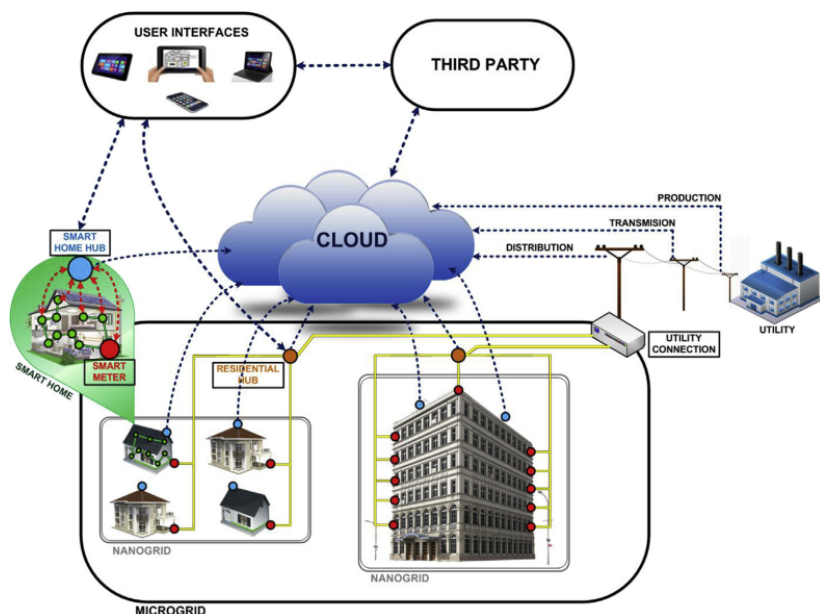 USER INTERFACES
THIRD PARTY
PRODUCTION
TRANSMISION
DISTRIBUTION
CLOUD
SMART
HOME HUB
UTILITY
UTILITY
CONNECTION
SMART
METER
SMART HOME
RESIDENTIAL
HUB
NANOGRID
NANOGRID
MICROGRID